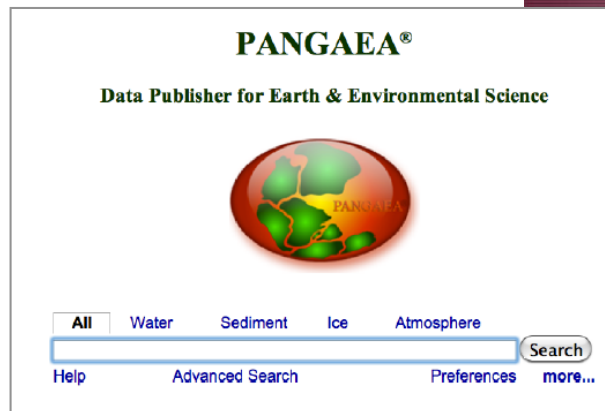 PANGAEA®
Data Publisher for Earth & Environmental Science
PANGAEA
All Water Sediment Ice Atmosphere
Search
Help Advanced Search Preferences more...